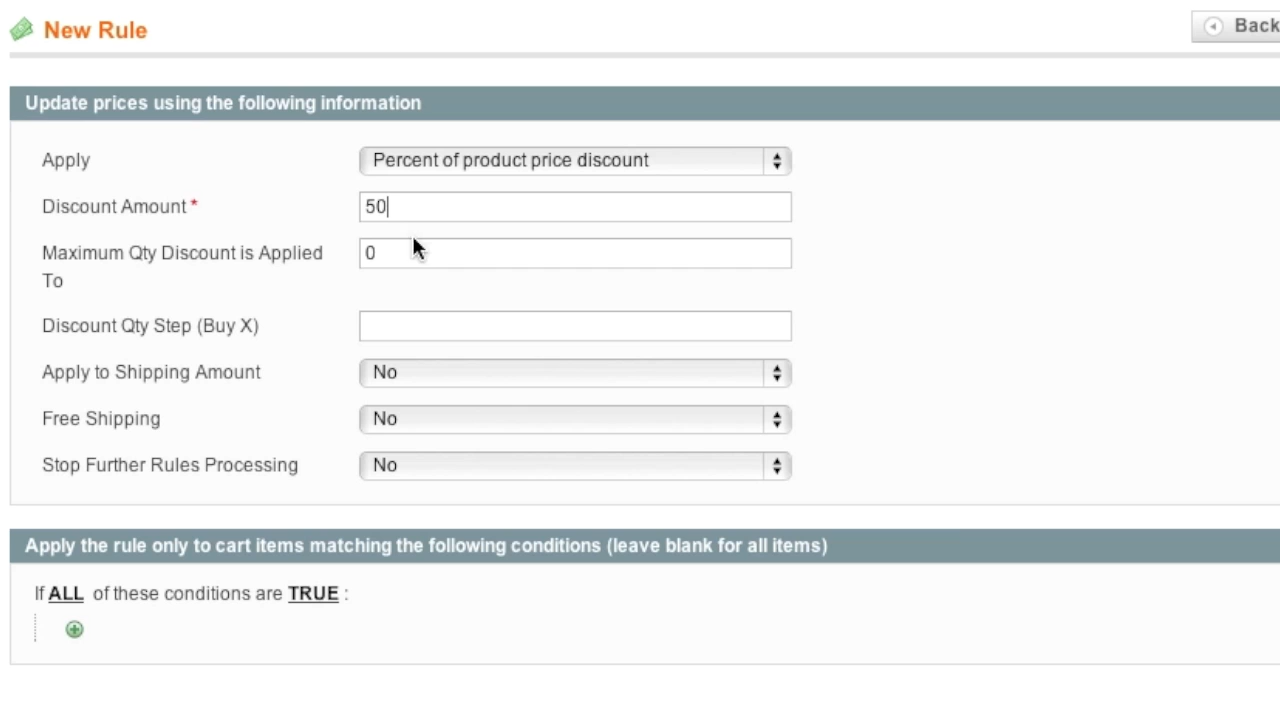 New Rule
Back
Update prices using the following information
Apply
Percent of product price discount
Discount Amount *
50
Maximum Qty Discount is Applied
To
0
Discount Qty Step (Buy X)
Apply to Shipping Amount
No
Free Shipping
No
Stop Further Rules Processing
No
Apply the rule only to cart items matching the following conditions (leave blank for all items)
If ALL of these conditions are TRUE :